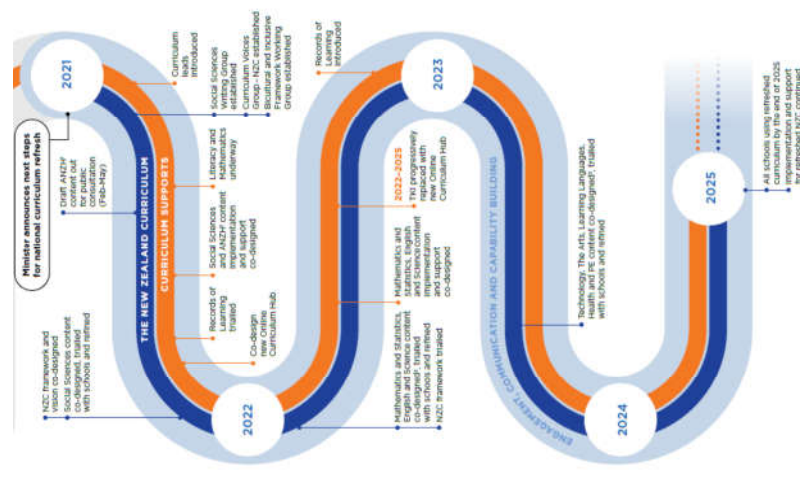 2021
Minister announces next steps
for national curriculum refresh
Draft ANZH¹
content out
for public
consultation
(Feb-May)
THE NEW ZEALAND CURRICULUM
CURRICULUM SUPPORTS
Curriculum
leads
introduced
Social Sciences
Writing Group
established
Curriculum Voices
Group–NZC established
Bicultural and Inclusive
Framework Working
Group established
Literacy and
Mathematics
underway
Social Sciences
and ANZH¹ content
implementation
and support
co-designed
Records of
Learning
trialled
Co-design
new Online
Curriculum Hub
NZC framework and
vision co-designed
Social Sciences content
co-designed, trialled
with schools and refined
2022
Records of
Learning
introduced
2022–2025
TKI progressively
replaced with
new Online
Curriculum Hub
Mathematics and
statistics, English
and Science content
implementation
and support
co-designed
Mathematics and Statistics,
English and Science content
co-designed², trialled
with schools and refined
NZC framework trialled
2023
ENGAGEMENT, COMMUNICATION AND CAPABILITY BUILDING
Technology, The Arts, Learning Languages,
Health and PE content co-designed², trialled
with schools and refined
2024
2025
All schools using refreshed
curriculum by the end of 2025
Implementation and support
for refreshed NZC continued